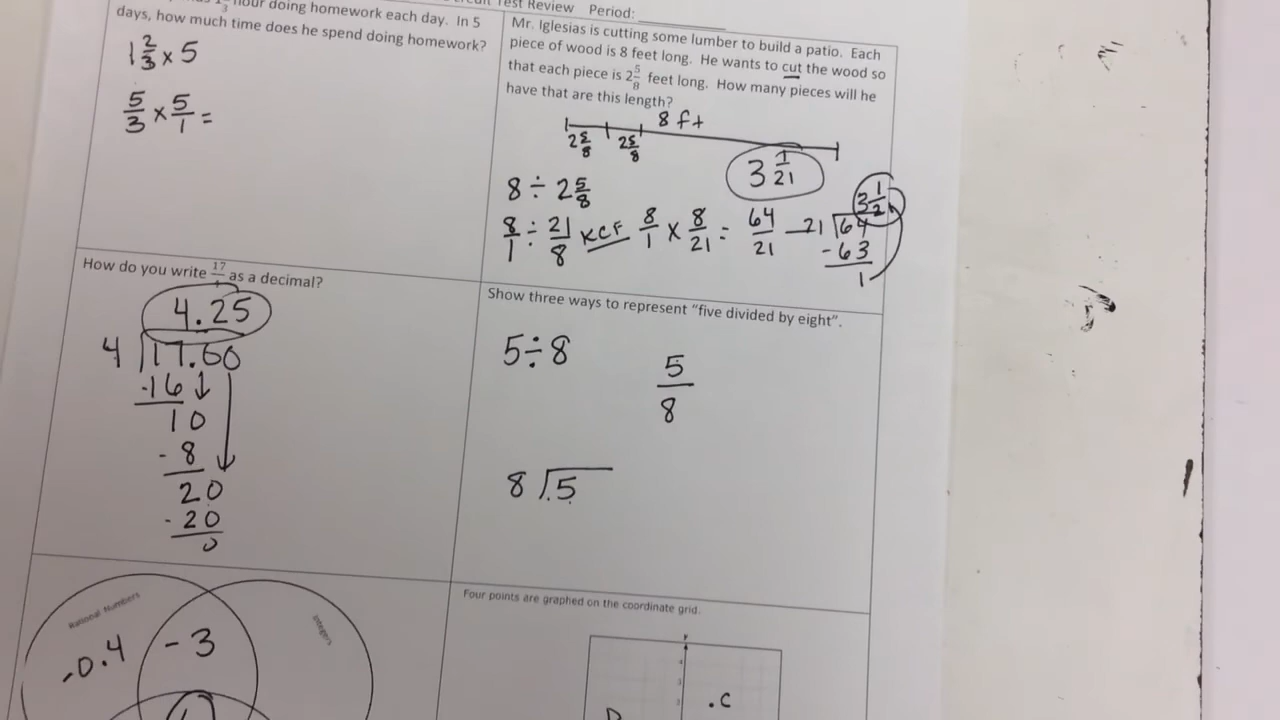 hour doing homework each day. In 5
days, how much time does he spend doing homework?
1 2/3 × 5
5/3 × 5/1 =
Test Review Period:
Mr. Iglesias is cutting some lumber to build a patio. Each
piece of wood is 8 feet long. He wants to cut the wood so
that each piece is 2 5/8 feet long. How many pieces will he
have that are this length?
8 ft
2 5/8 2 5/8
3 1/21
8 ÷ 2 5/8
8/1 ÷ 21/8 KCF 8/1 × 8/21 = 64/21
3 1/2
21 64
- 63
1
How do you write 17/4 as a decimal?
4.25
4 17.00
-16
10
- 8
20
- 20
0
Show three ways to represent "five divided by eight".
5 ÷ 8
5/8
8 5
Rational Numbers
Integers
-0.4
-3
Four points are graphed on the coordinate grid.
y
.C